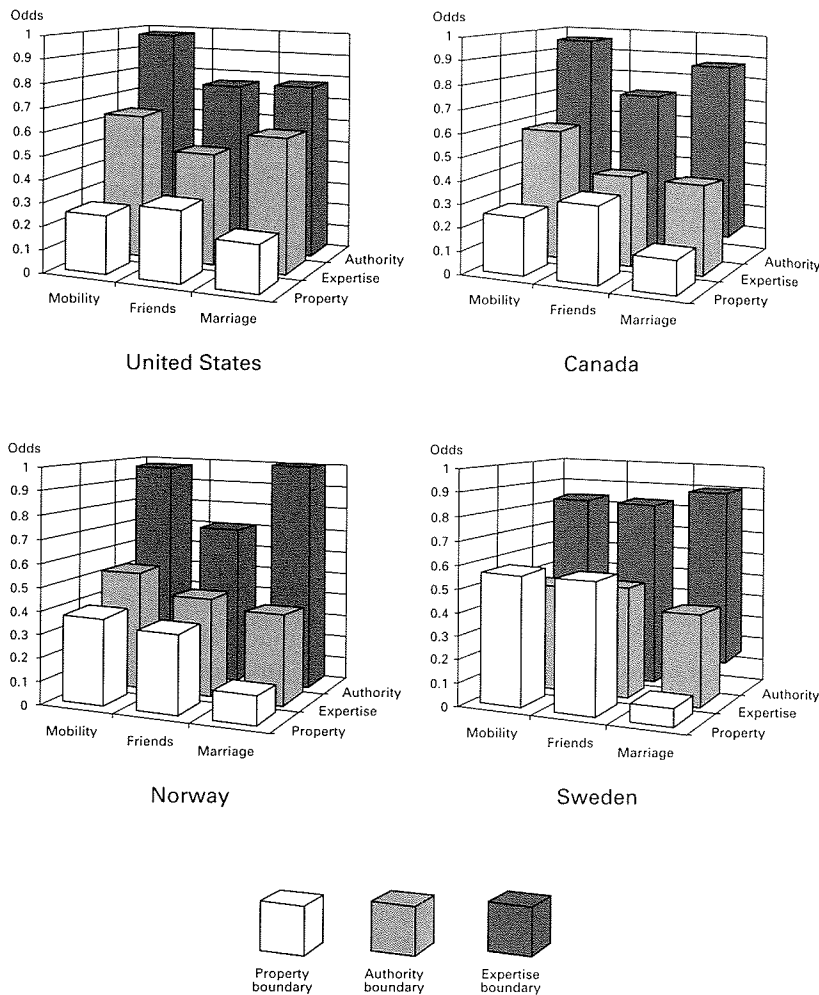 Odds
1
0.9
0.8
0.7
0.6
0.5
0.4
0.3
0.2
0.1
0
Mobility
Friends
Marriage
Property
Expertise
Authority
United States
Odds
1
0.9
0.8
0.7
0.6
0.5
0.4
0.3
0.2
0.1
0
Mobility
Friends
Marriage
Property
Expertise
Authority
Canada
Odds
1
0.9
0.8
0.7
0.6
0.5
0.4
0.3
0.2
0.1
0
Mobility
Friends
Marriage
Property
Expertise
Authority
Norway
Odds
1
0.9
0.8
0.7
0.6
0.5
0.4
0.3
0.2
0.1
0
Mobility
Friends
Marriage
Property
Expertise
Authority
Sweden
Property
boundary
Authority
boundary
Expertise
boundary